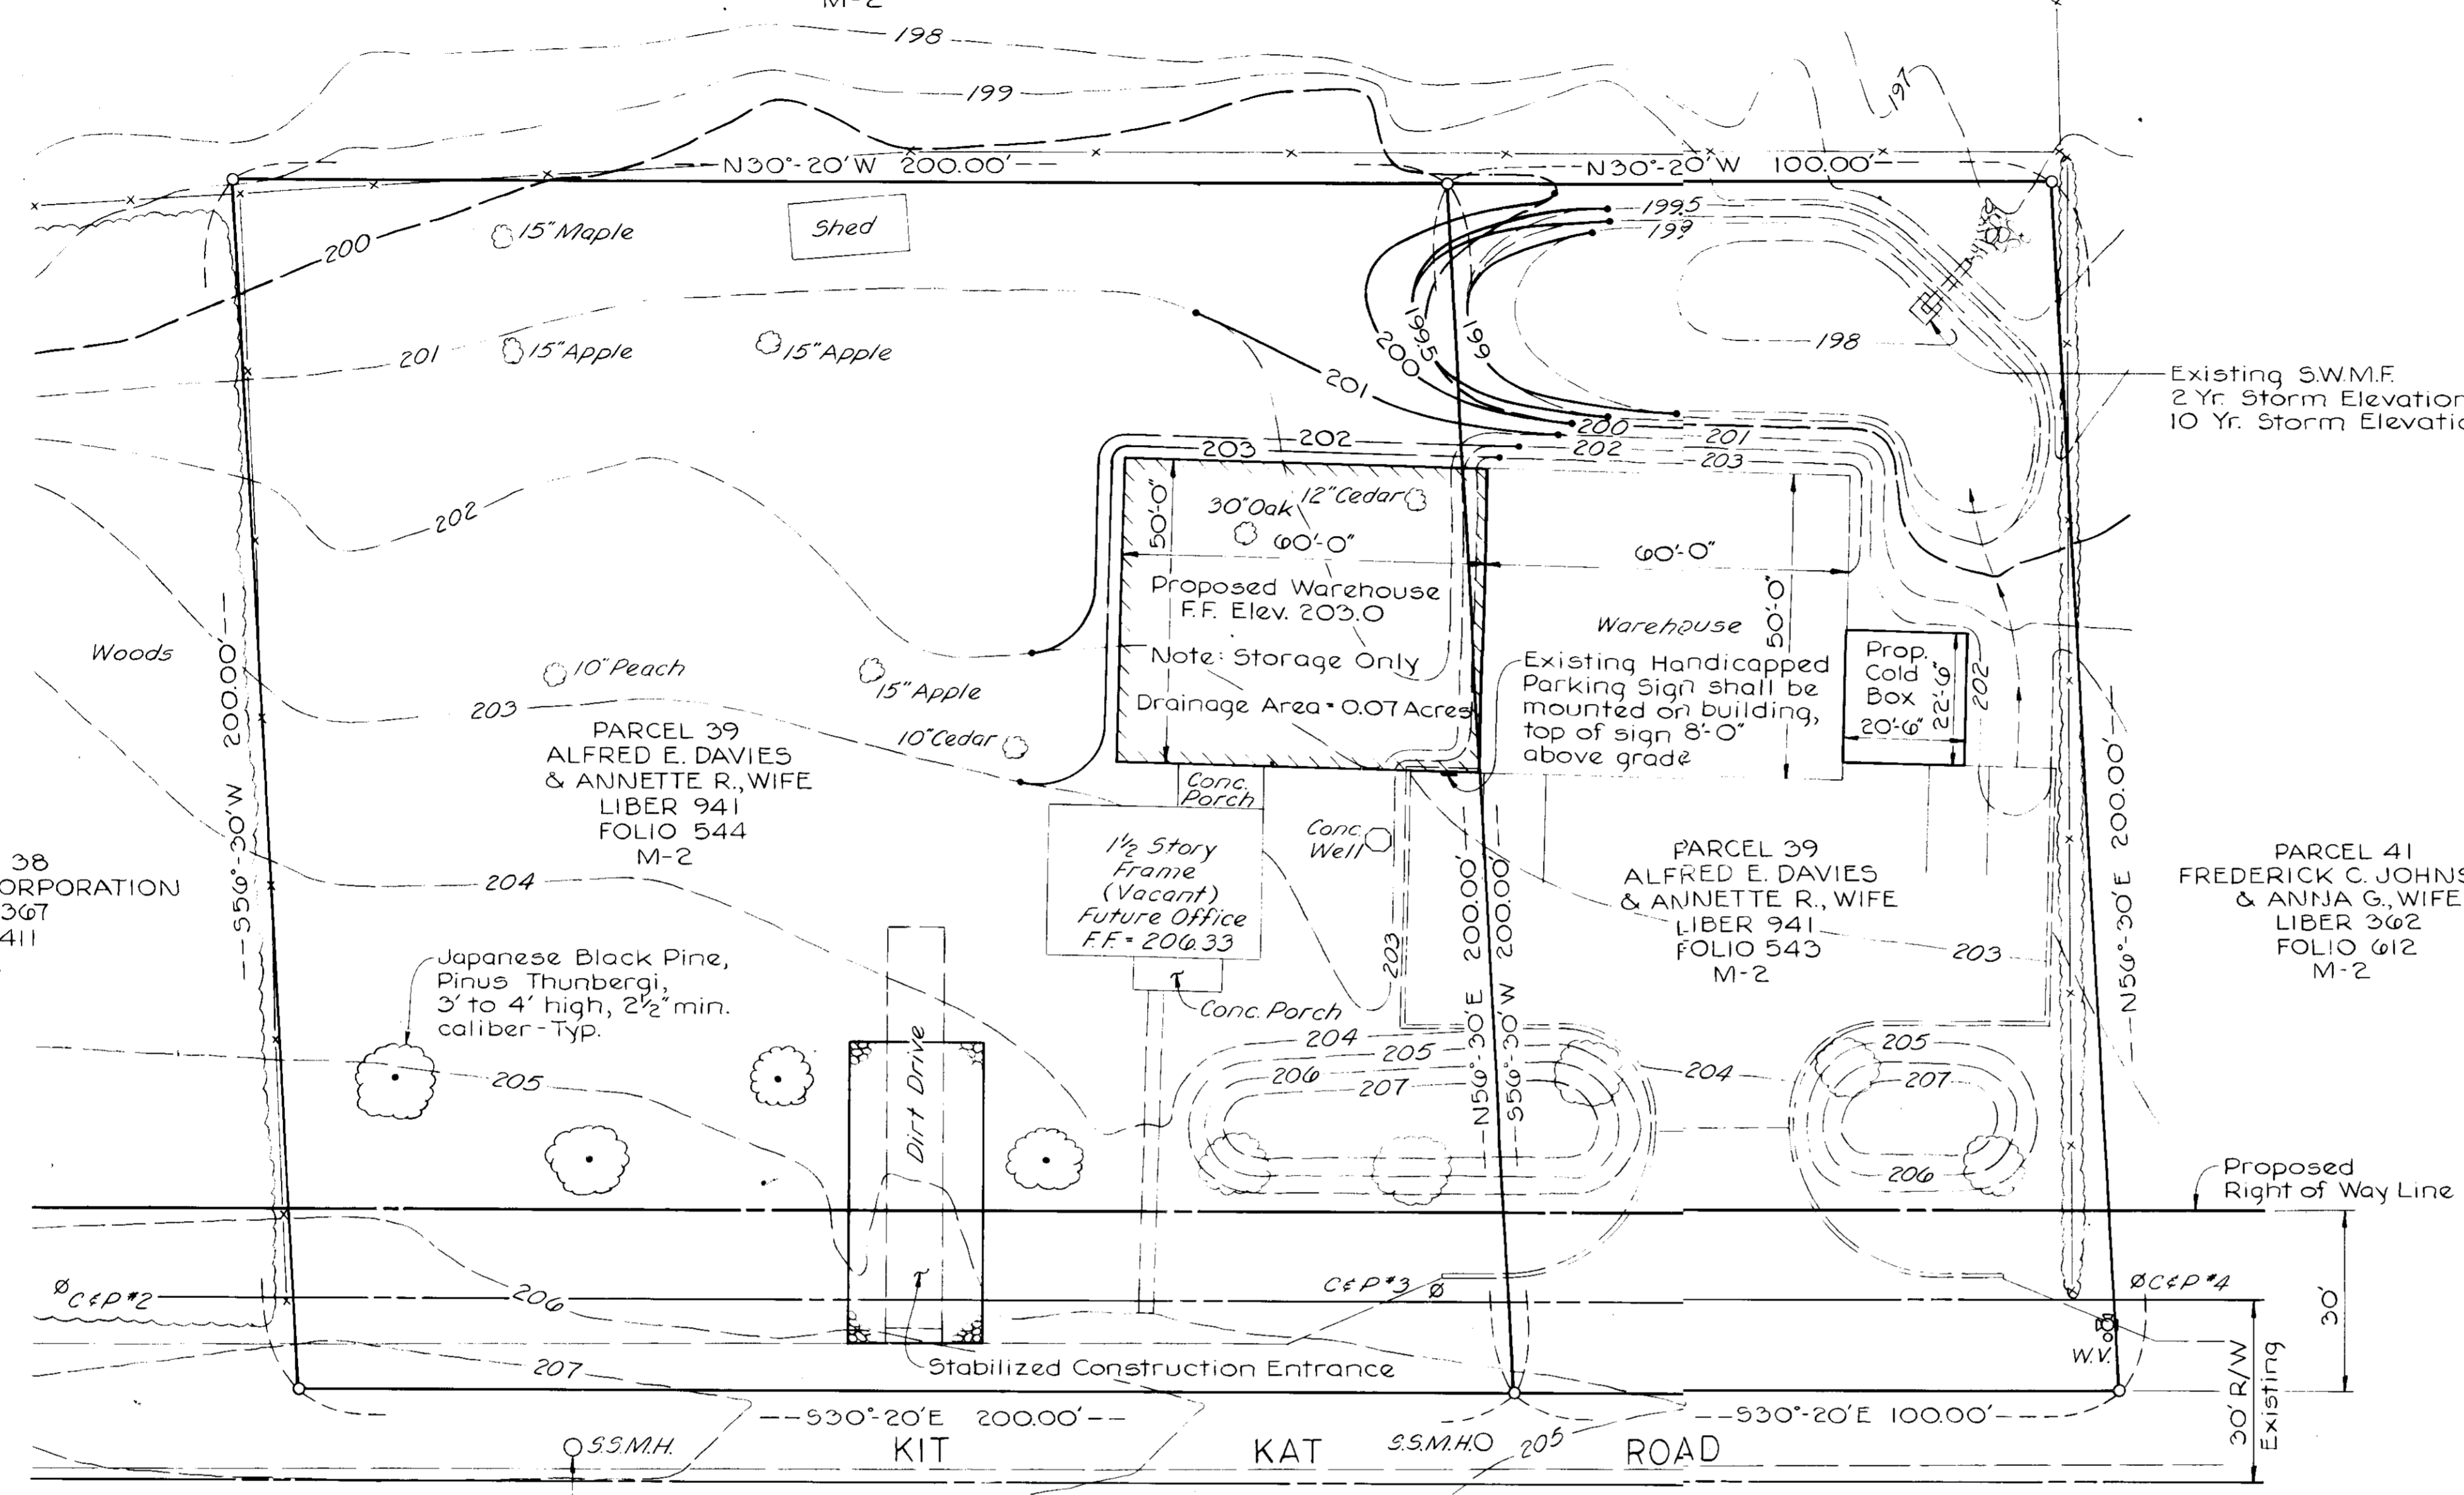 M-2
198
199
197
N30°-20'W 200.00'
N30°-20'W 100.00'
199.5
199
200
15" Maple
Shed
201
15" Apple
15" Apple
200
199.5
199
198
201
Existing S.W.M.F.
2 Yr. Storm Elevation
10 Yr. Storm
200
201
202
203
202
203
202
50'-0"
30" Oak
12" Cedar
60'-0"
60'-0"
50'-0"
Proposed Warehouse
F.F. Elev. 203.0
Note: Storage Only
Drainage Area = 0.07 Acres
Warehouse
Existing Handicapped
Parking Sign shall be
mounted on building,
top of sign 8'-0"
above grade
Prop.
Cold
Box
20'-6"
22'-6"
202
Woods
S56°-30'W 200.00'
10" Peach
15" Apple
203
10" Cedar
PARCEL 39
ALFRED E. DAVIES
& ANNETTE R., WIFE
LIBER 941
FOLIO 544
M-2
Conc.
Porch
1½ Story
Frame
(Vacant)
Future Office
F.F. = 206.33
Conc.
Well
PARCEL 39
ALFRED E. DAVIES
& ANNETTE R., WIFE
LIBER 941
FOLIO 543
M-2
203
N56°-30'E 200.00'
PARCEL 41
FREDERICK C.
& ANNA G., WIFE
LIBER 362
FOLIO 612
M-2
38
367
411
204
Japanese Black Pine,
Pinus Thunbergi,
3' to 4' high, 2½" min.
caliber - Typ.
Conc. Porch
203
N56°-30'E 200.00'
S56°-30'W 200.00'
204
205
206
207
204
205
207
206
205
Dirt Drive
Proposed
Right of Way Line
C&P #2
206
C&P #3
C&P #4
W.V.
30'
30' R/W
Existing
207
Stabilized Construction Entrance
S30°-20'E 200.00'
S30°-20'E 100.00'
S.S.M.H.
KIT KAT ROAD
S.S.M.H.
205